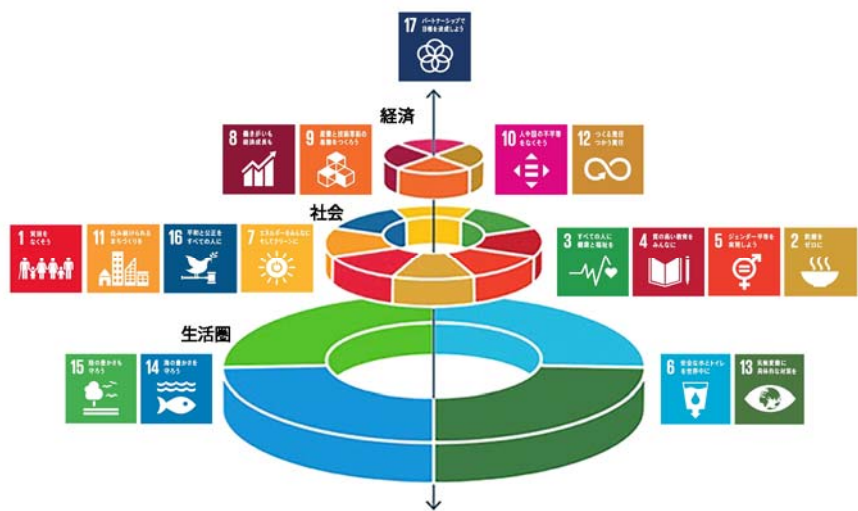 17 パートナーシップで
目標を達成しよう
経済
8 働きがいも
経済成長も
9 産業と技術革新の
基盤をつくろう
10 人や国の不平等
をなくそう
12 つくる責任
つかう責任
社会
1 貧困を
なくそう
11 住み続けられる
まちづくりを
16 平和と公正を
すべての人に
7 エネルギーをみんなに
そしてクリーンに
3 すべての人に
健康と福祉を
4 質の高い教育を
みんなに
5 ジェンダー平等を
実現しよう
2 飢餓を
ゼロに
生活圏
15 陸の豊かさも
守ろう
14 海の豊かさを
守ろう
6 安全な水とトイレ
を世界中に
13 気候変動に
具体的な対策を